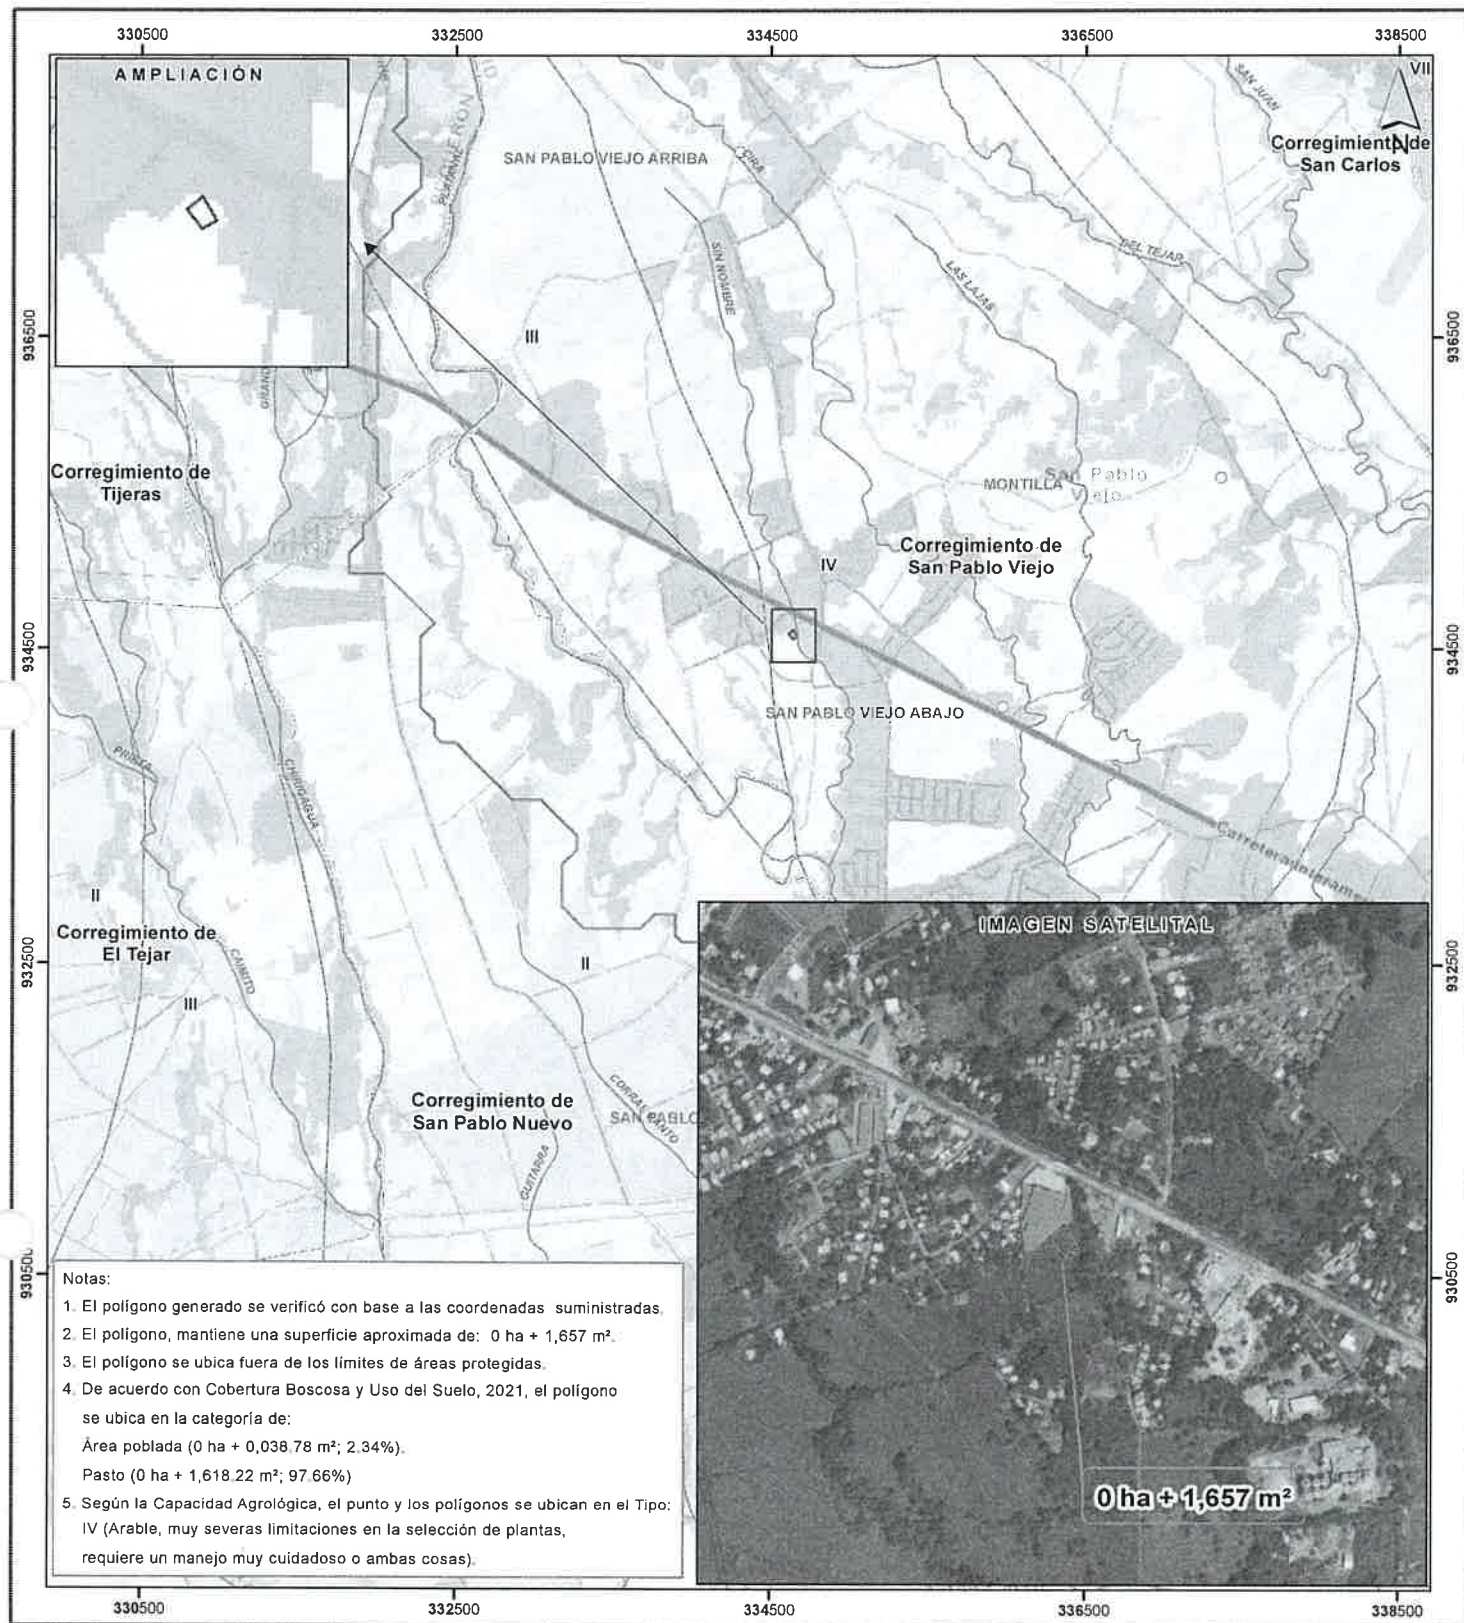 330500
332500
334500
336500
338500
AMPLIACIÓN
VII
N
SAN JUAN
Corregimiento de
San Carlos
SAN PABLO VIEJO ARRIBA
PLATANAL
CIRA
SIN NOMBRE
LAS LAJAS
DEL TEJAR
936500
936500
III
Corregimiento de
Tijeras
MONTILLA
San Pablo
Viejo
Corregimiento de
San Pablo Viejo
IV
934500
934500
SAN PABLO VIEJO ABAJO
CHIRIGAGUA
II
Corregimiento de
El Tejar
CAIMITO
III
II
932500
932500
IMAGEN SATELITAL
Corregimiento de
San Pablo Nuevo
SAN PABLO
CORRAL SANTO
GUITARRA
930500
930500
Notas:
1. El polígono generado se verificó con base a las coordenadas suministradas.
2. El polígono, mantiene una superficie aproximada de: 0 ha + 1,657 m².
3. El polígono se ubica fuera de los límites de áreas protegidas.
4. De acuerdo con Cobertura Boscosa y Uso del Suelo, 2021, el polígono
se ubica en la categoría de:
Área poblada (0 ha + 0,038.78 m²; 2.34%).
Pasto (0 ha + 1,618.22 m²; 97.66%)
5. Según la Capacidad Agrológica, el punto y los polígonos se ubican en el Tipo:
IV (Arable, muy severas limitaciones en la selección de plantas,
requiere un manejo muy cuidadoso o ambas cosas).
0 ha + 1,657 m²
330500
332500
334500
336500
338500